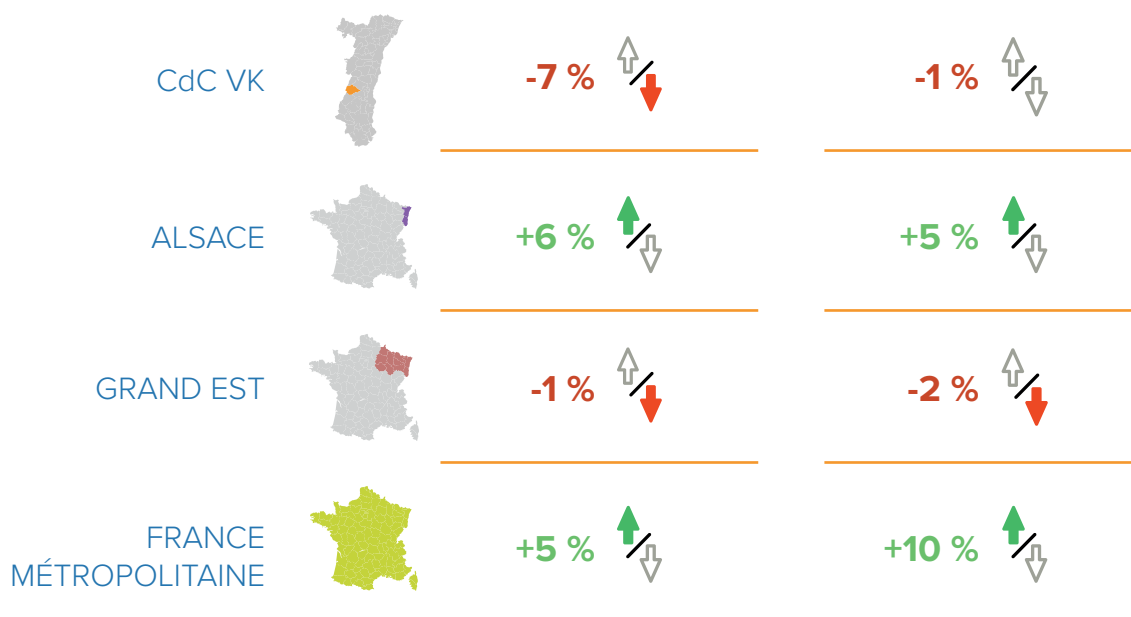 CdC VK
-7 %
-1 %
ALSACE
+6 %
+5 %
GRAND EST
-1 %
-2 %
FRANCE
MÉTROPOLITAINE
+5 %
+10 %